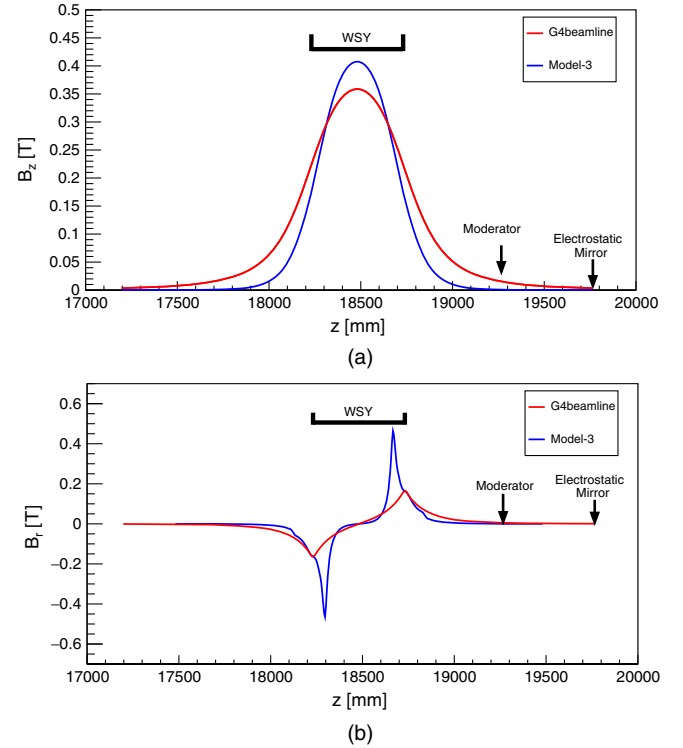 0.5
0.45
0.4
0.35
0.3
0.25
0.2
0.15
0.1
0.05
0
B_z [T]
WSY
G4beamline
Model-3
Moderator
Electrostatic
Mirror
17000 17500 18000 18500 19000 19500 20000
z [mm]
(a)
0.6
0.4
0.2
0
−0.2
−0.4
−0.6
B_r [T]
WSY
G4beamline
Model-3
Moderator
Electrostatic
Mirror
17000 17500 18000 18500 19000 19500 20000
z [mm]
(b)